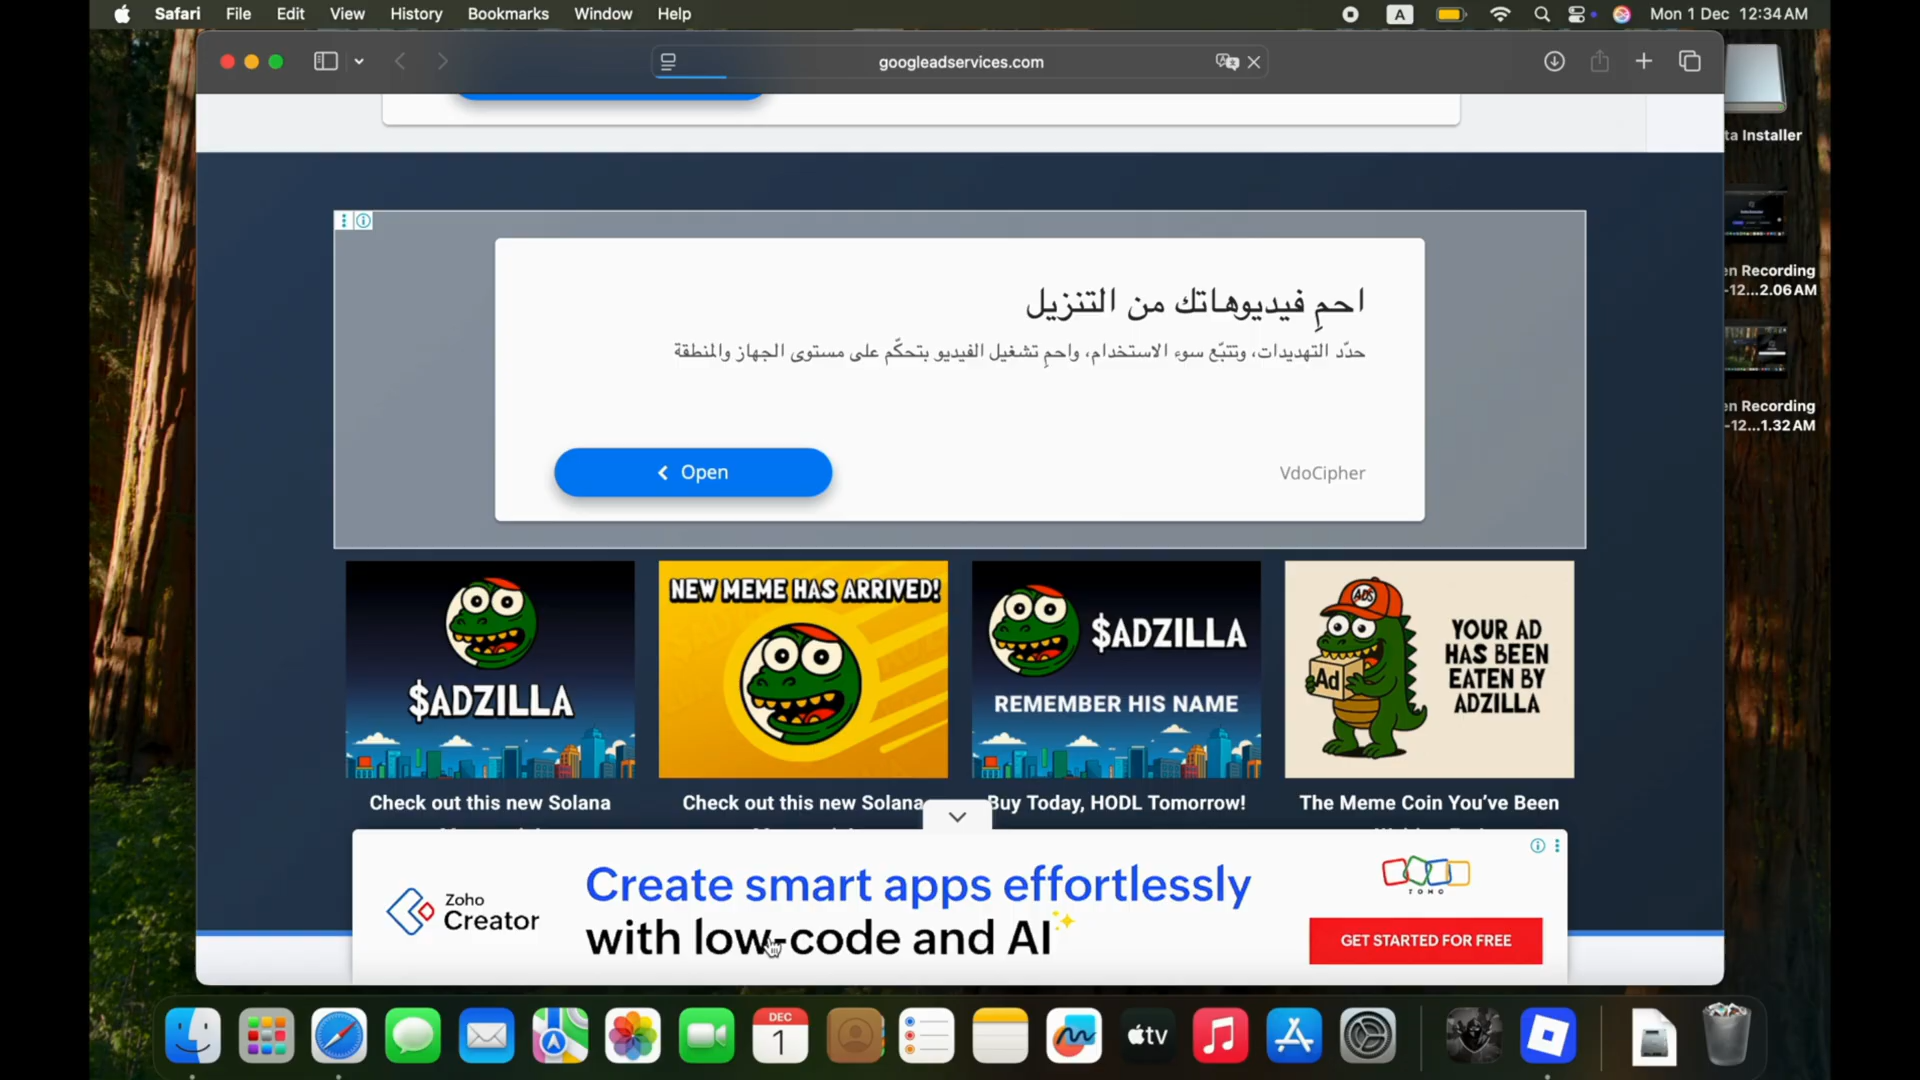 Safari File Edit View History Bookmarks Window Help
A
Mon 1 Dec 12:34 AM
googleadservices.com
ta Installer
en Recording
-12...2.06 AM
en Recording
-12...1.32 AM
احمِ فيديوهاتك من التنزيل
حدّد التهديدات، وتتبّع سوء الاستخدام، واحمِ تشغيل الفيديو بتحكّم على مستوى الجهاز والمنطقة
Open
VdoCipher
$ADZILLA
NEW MEME HAS ARRIVED!
$ADZILLA
REMEMBER HIS NAME
ADS
Ad
YOUR AD
HAS BEEN
EATEN BY
ADZILLA
Check out this new Solana
Check out this new Solana
Buy Today, HODL Tomorrow!
The Meme Coin You've Been
Zoho
Creator
Create smart apps effortlessly
with low-code and AI
ZOHO
GET STARTED FOR FREE
DEC
1
tv